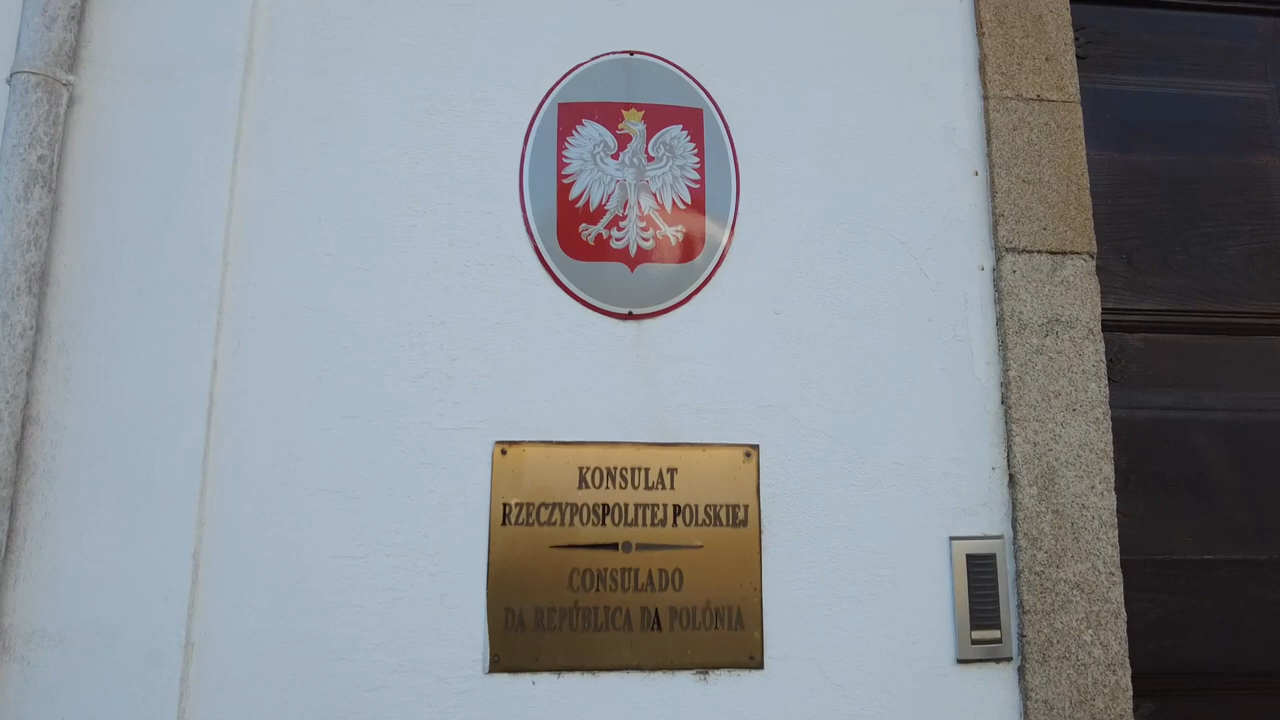 KONSULAT
RZECZYPOSPOLITEJ POLSKIEJ
CONSULADO
DA REPÚBLICA DA POLÓNIA